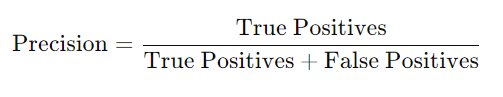 Precision = True Positives / True Positives + False Positives